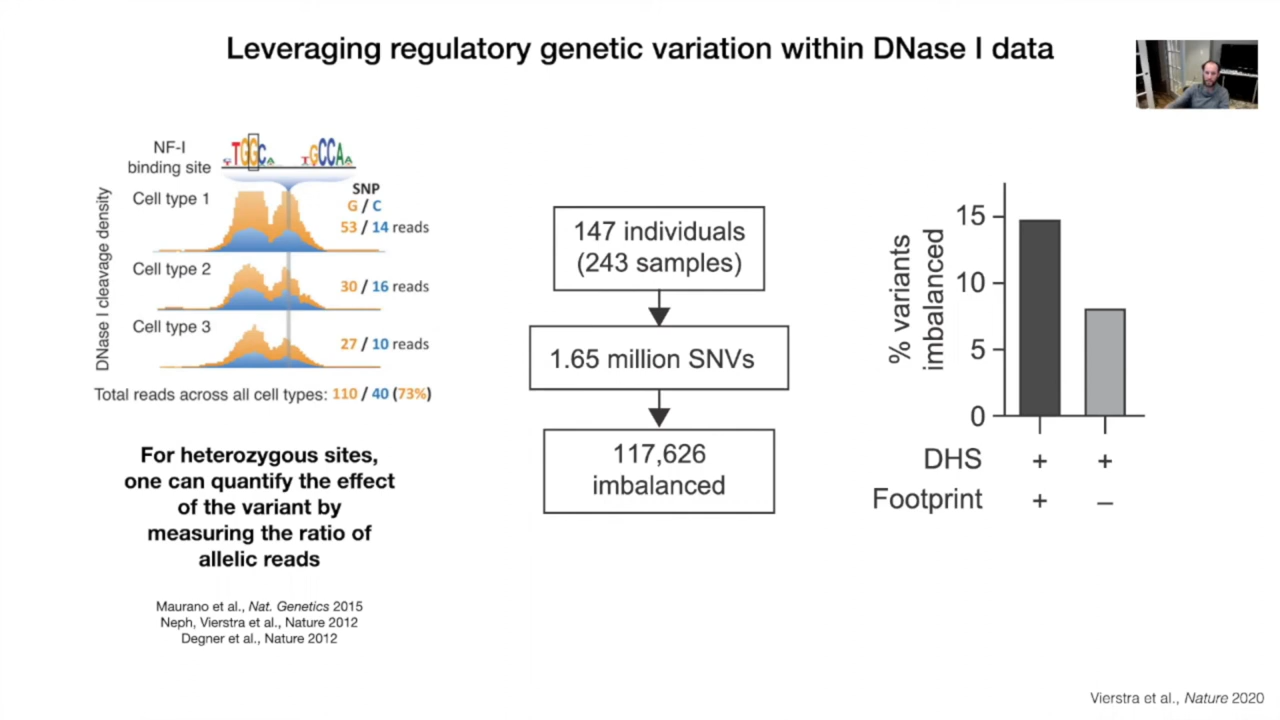 Leveraging regulatory genetic variation within DNase I data
NF-I
binding site
TGGCA TGCCAA
DNase I cleavage density
Cell type 1
SNP
G / C
53 / 14 reads
Cell type 2
30 / 16 reads
Cell type 3
27 / 10 reads
Total reads across all cell types: 110 / 40 (73%)
For heterozygous sites,
one can quantify the effect
of the variant by
measuring the ratio of
allelic reads
Maurano et al., Nat. Genetics 2015
Neph, Vierstra et al., Nature 2012
Degner et al., Nature 2012
147 individuals
(243 samples)
1.65 million SNVs
117,626
imbalanced
% variants
imbalanced
15
10
5
0
DHS + +
Footprint + –
Vierstra et al., Nature 2020